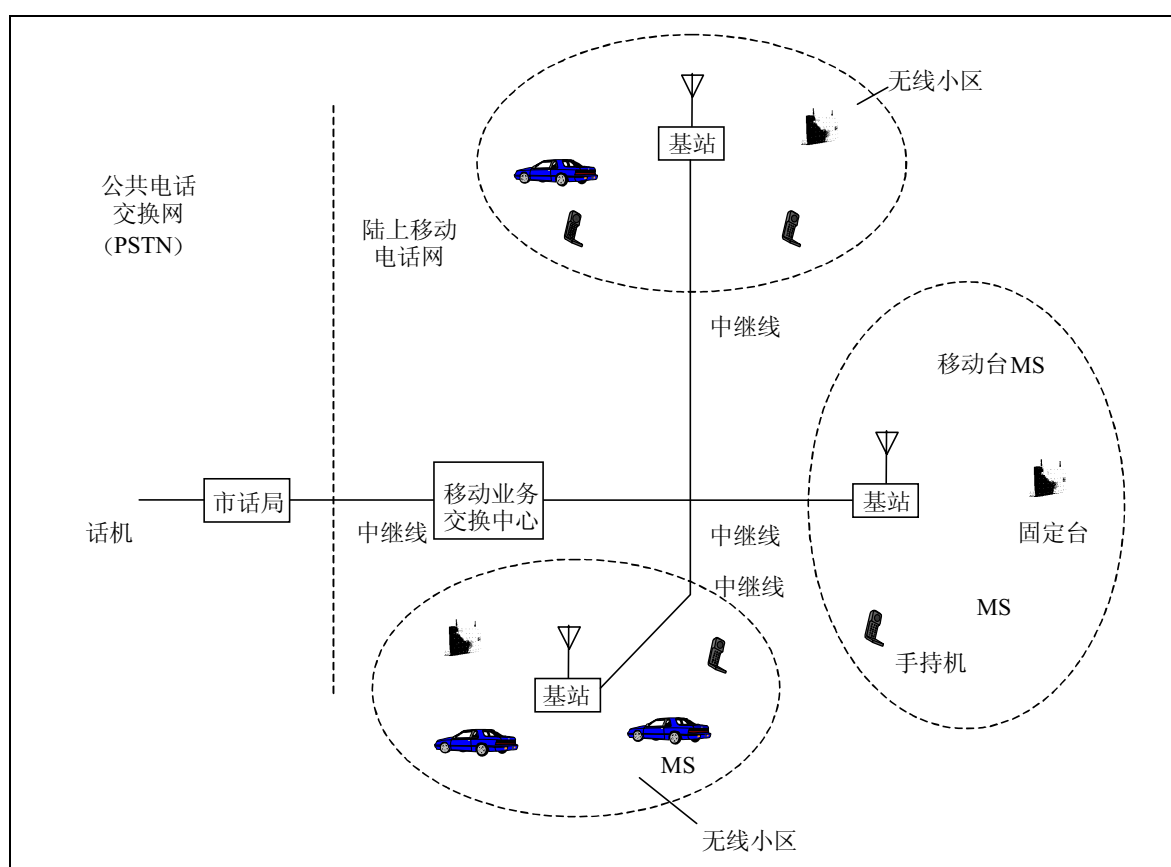 无线小区
基站
公共电话
交换网
（PSTN）
陆上移动
电话网
中继线
移动台MS
市话局
移动业务
交换中心
基站
话机
中继线
中继线
固定台
中继线
MS
手持机
基站
MS
无线小区